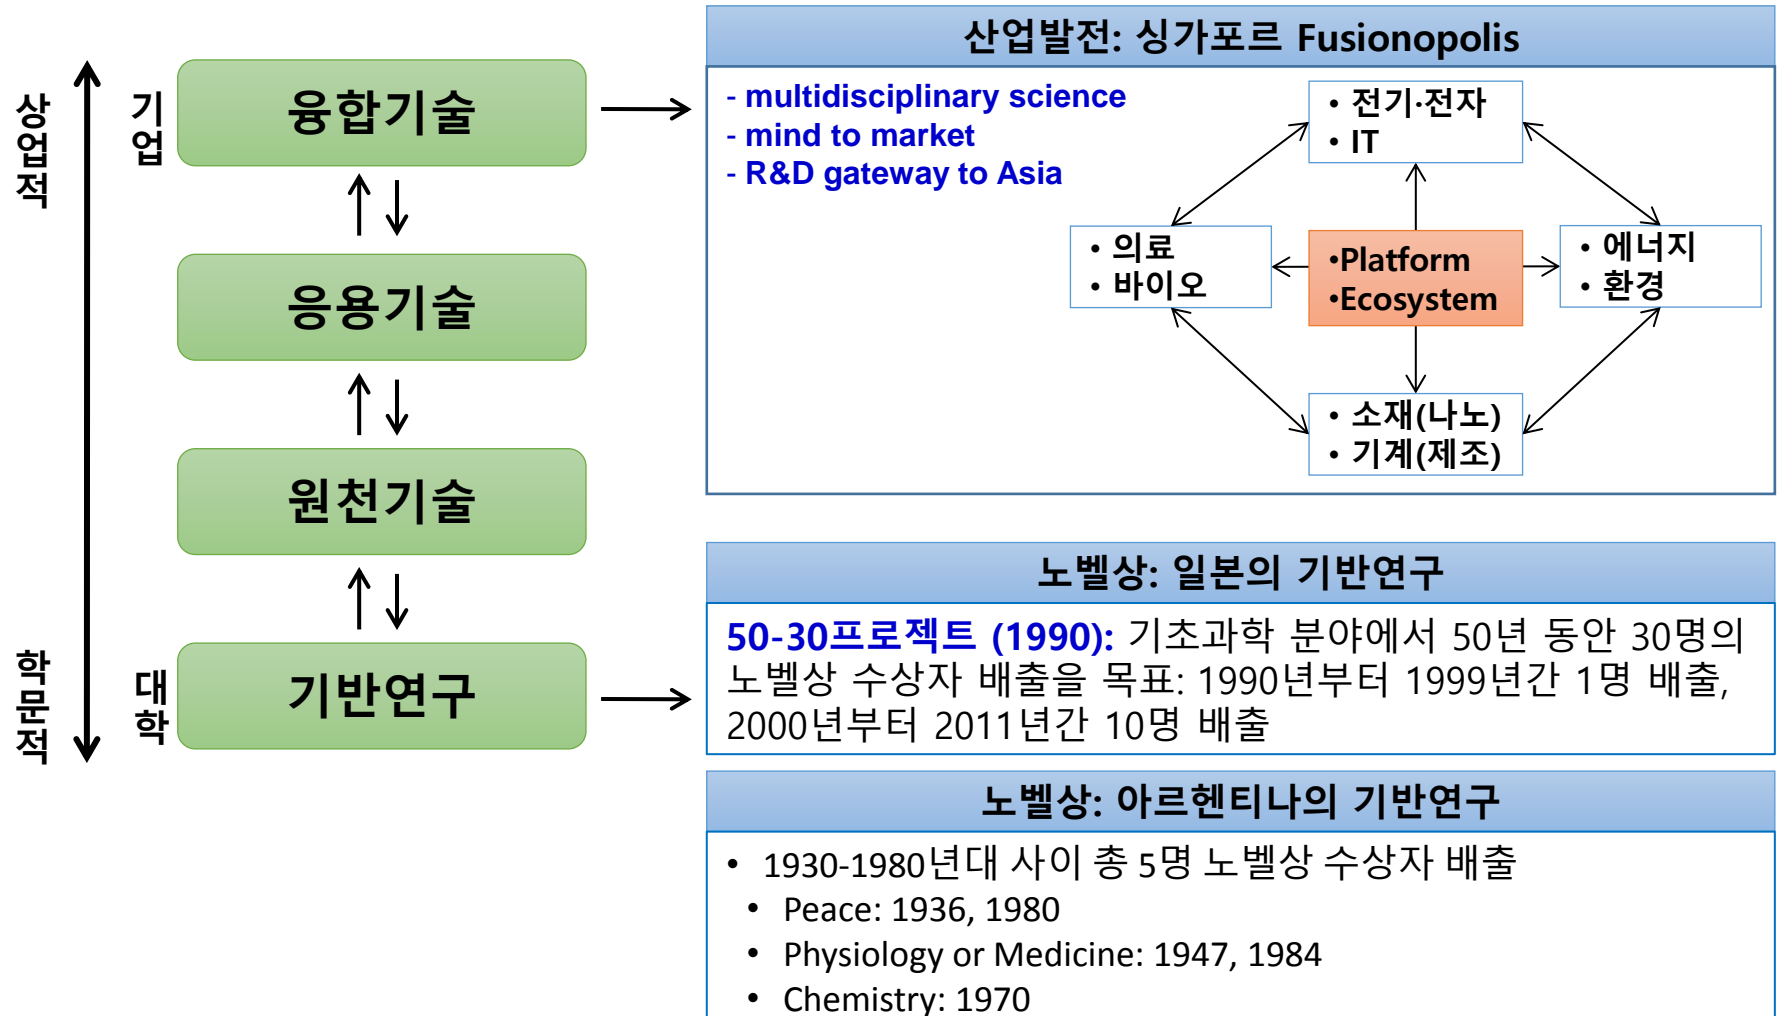 상업적
학문적
기업
대학
융합기술
응용기술
원천기술
기반연구
산업발전: 싱가포르 Fusionopolis
- multidisciplinary science
- mind to market
- R&D gateway to Asia
• 전기·전자
• IT
• 의료
• 바이오
•Platform
•Ecosystem
• 에너지
• 환경
• 소재(나노)
• 기계(제조)
노벨상: 일본의 기반연구
50-30프로젝트 (1990): 기초과학 분야에서 50년 동안 30명의
노벨상 수상자 배출을 목표: 1990년부터 1999년간 1명 배출,
2000년부터 2011년간 10명 배출
노벨상: 아르헨티나의 기반연구
• 1930-1980년대 사이 총 5명 노벨상 수상자 배출
• Peace: 1936, 1980
• Physiology or Medicine: 1947, 1984
• Chemistry: 1970